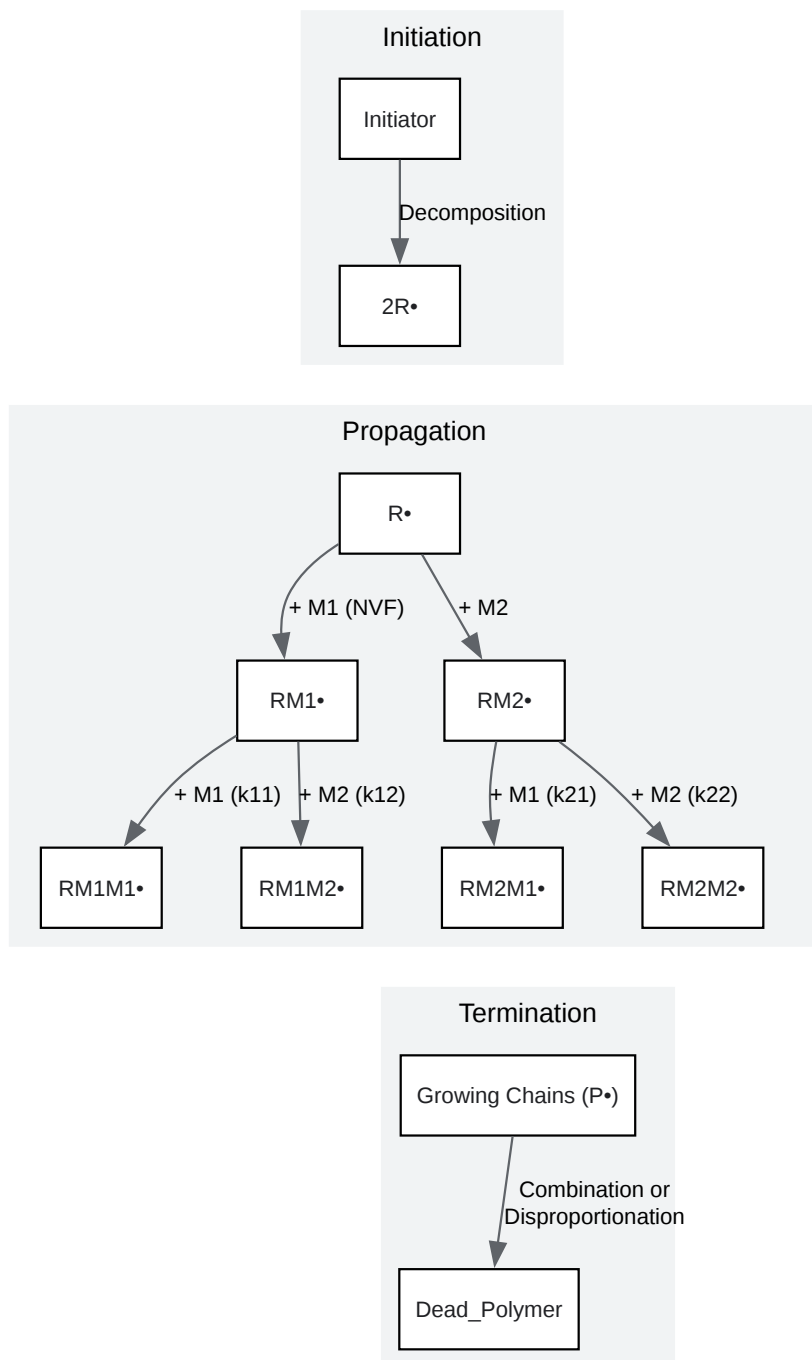 Initiation
Initiator
Decomposition
2R•
Propagation
R•
+ M1 (NVF)
+ M2
RM1•
RM2•
+ M1 (k11)
+ M2 (k12)
+ M1 (k21)
+ M2 (k22)
RM1M1•
RM1M2•
RM2M1•
RM2M2•
Termination
Growing Chains (P•)
Combination or
Disproportionation
Dead_Polymer